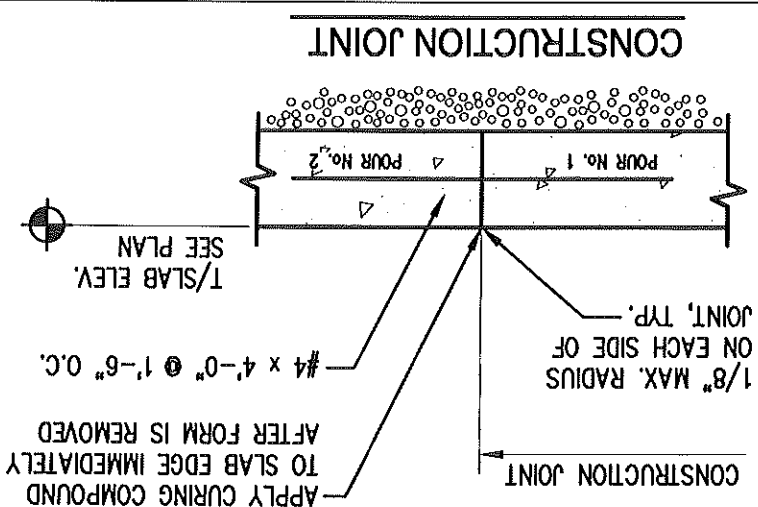 CONSTRUCTION JOINT
1/8" MAX. RADIUS
ON EACH SIDE OF
JOINT, TYP.
APPLY CURING COMPOUND
TO SLAB EDGE IMMEDIATELY
AFTER FORM IS REMOVED
#4 x 4'-0" @ 1'-6" O.C.
T/SLAB ELEV.
SEE PLAN
POUR No. 1
POUR No. 2
CONSTRUCTION JOINT